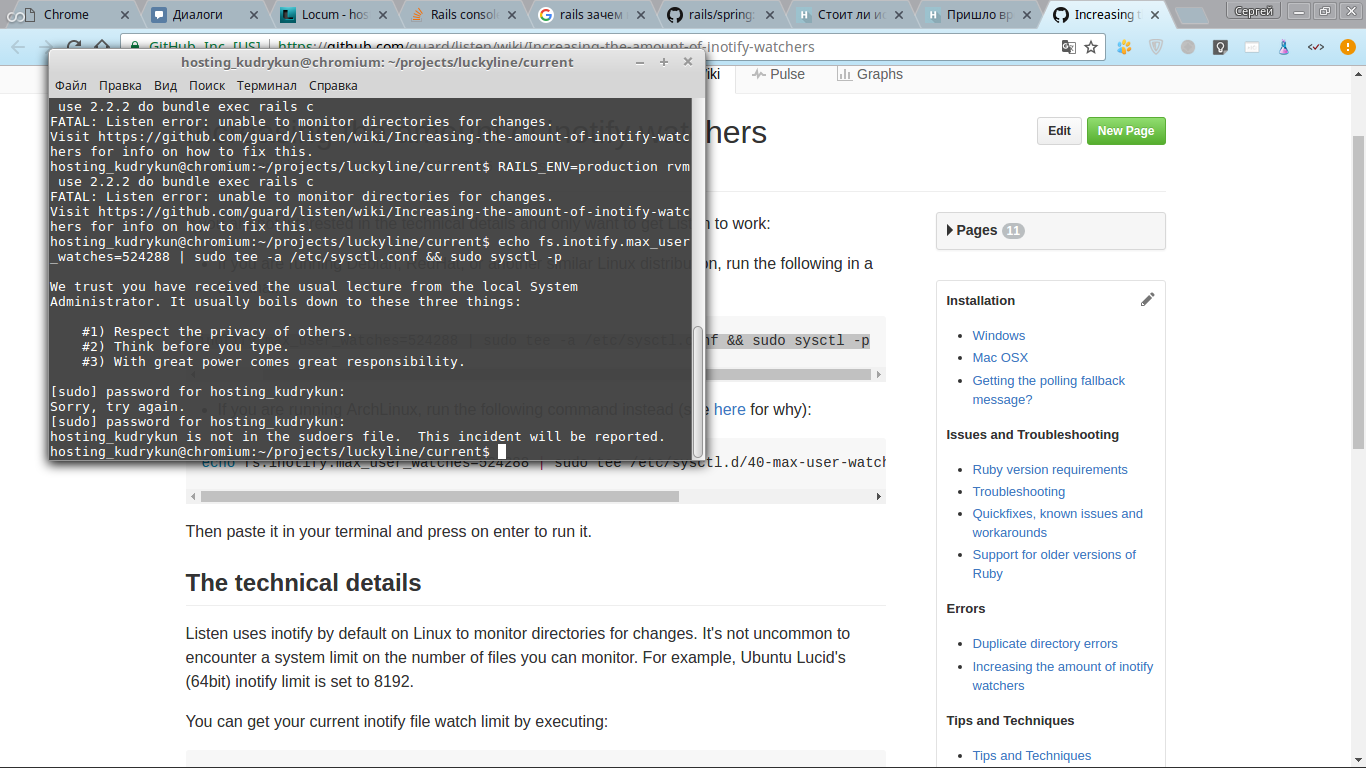 Chrome
Диалоги
Locum - hos
Rails consol
rails зачем
rails/spring
Стоит ли ис
Пришло вр
Increasing t
Сергей
GitHub, Inc. [US]
https://github.com/guard/listen/wiki/Increasing-the-amount-of-inotify-watchers
hosting_kudrykun@chromium: ~/projects/luckyline/current
Файл Правка Вид Поиск Терминал Справка
use 2.2.2 do bundle exec rails c
FATAL: Listen error: unable to monitor directories for changes.
Visit https://github.com/guard/listen/wiki/Increasing-the-amount-of-inotify-watc
hers for info on how to fix this.
hosting_kudrykun@chromium:~/projects/luckyline/current$ RAILS_ENV=production rvm
use 2.2.2 do bundle exec rails c
FATAL: Listen error: unable to monitor directories for changes.
Visit https://github.com/guard/listen/wiki/Increasing-the-amount-of-inotify-watc
hers for info on how to fix this.
hosting_kudrykun@chromium:~/projects/luckyline/current$ echo fs.inotify.max_user
_watches=524288 | sudo tee -a /etc/sysctl.conf && sudo sysctl -p
We trust you have received the usual lecture from the local System
Administrator. It usually boils down to these three things:
#1) Respect the privacy of others.
#2) Think before you type.
#3) With great power comes great responsibility.
[sudo] password for hosting_kudrykun:
Sorry, try again.
[sudo] password for hosting_kudrykun:
hosting_kudrykun is not in the sudoers file.  This incident will be reported.
hosting_kudrykun@chromium:~/projects/luckyline/current$
iki
Pulse
Graphs
hers
Edit
New Page
n to work:
on, run the following in a
nf && sudo sysctl -p
If you are running ArchLinux, run the following command instead (see here for why):
echo fs.inotify.max_user_watches=524288 | sudo tee /etc/sysctl.d/40-max-user-watch
Then paste it in your terminal and press on enter to run it.
The technical details
Listen uses inotify by default on Linux to monitor directories for changes. It's not uncommon to
encounter a system limit on the number of files you can monitor. For example, Ubuntu Lucid's
(64bit) inotify limit is set to 8192.
You can get your current inotify file watch limit by executing:
Pages 11
Installation
Windows
Mac OSX
Getting the polling fallback
message?
Issues and Troubleshooting
Ruby version requirements
Troubleshooting
Quickfixes, known issues and
workarounds
Support for older versions of
Ruby
Errors
Duplicate directory errors
Increasing the amount of inotify
watchers
Tips and Techniques
Tips and Techniques